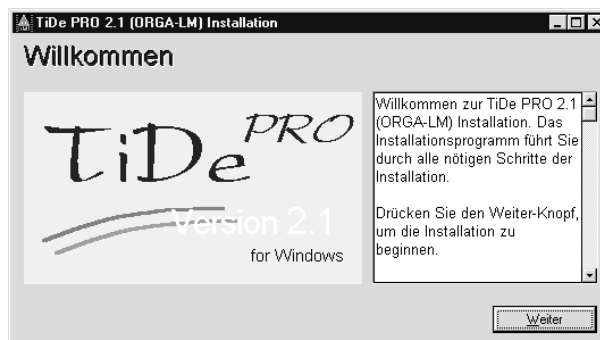 TiDe PRO 2.1 (ORGA-LM) Installation
Willkommen
TiDe PRO
Version 2.1
for Windows
Willkommen zur TiDe PRO 2.1
(ORGA-LM) Installation. Das
Installationsprogramm führt Sie
durch alle nötigen Schritte der
Installation.
Drücken Sie den Weiter-Knopf,
um die Installation zu
beginnen.
Weiter